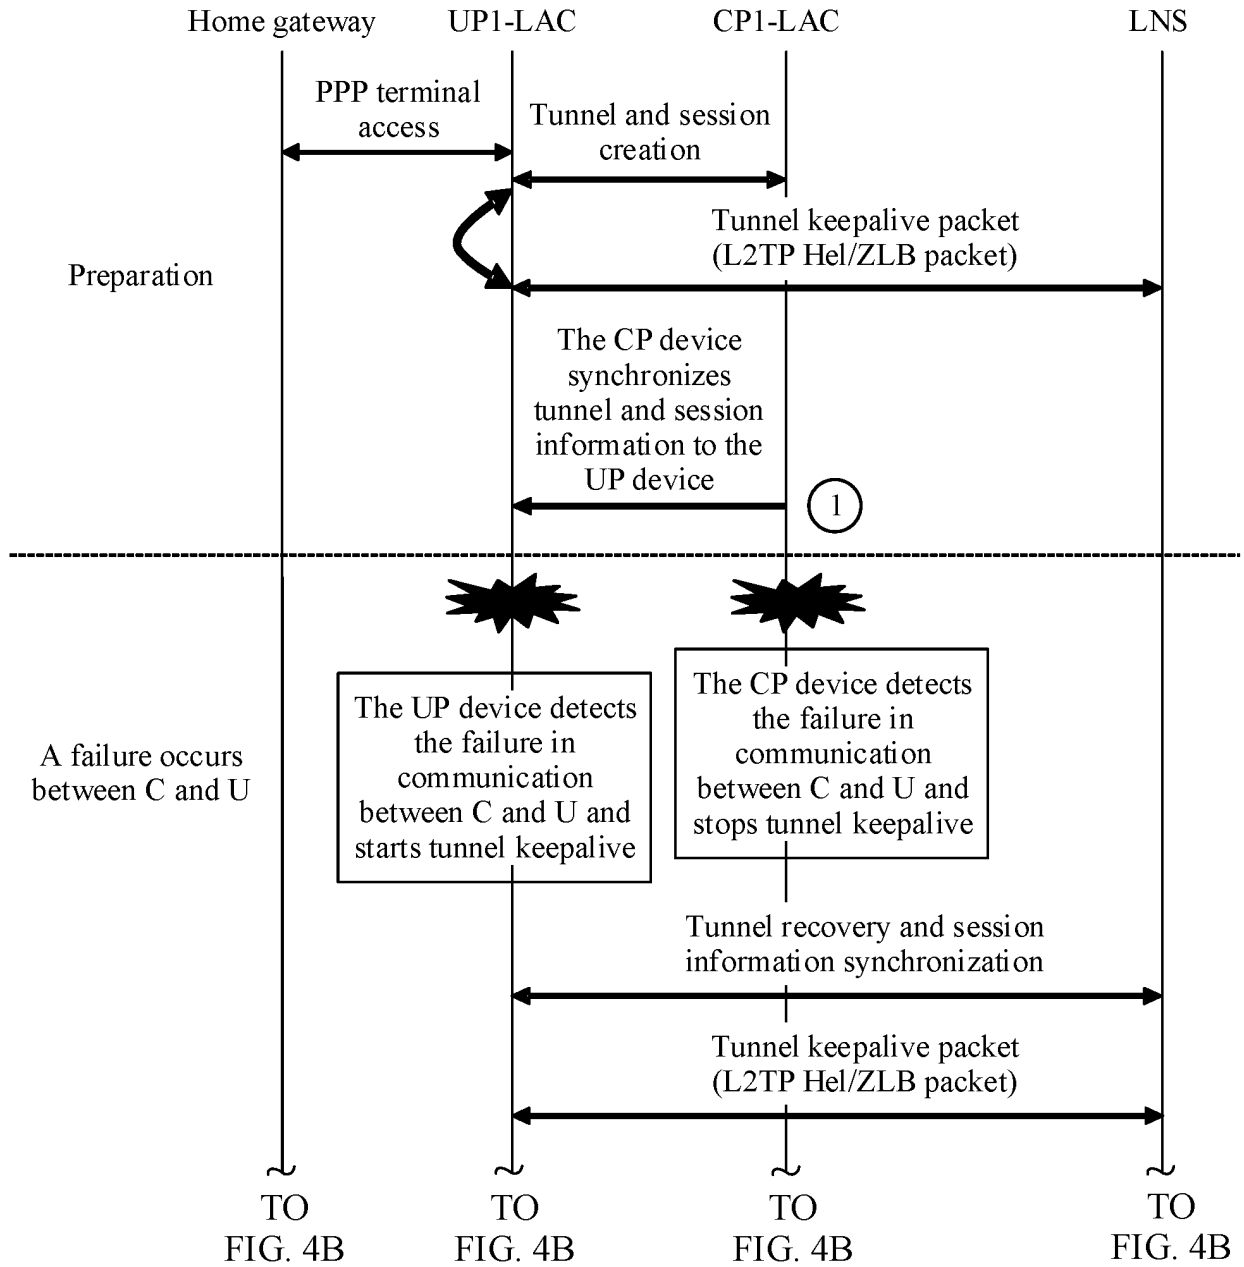 Home gateway
UP1-LAC
CP1-LAC
LNS
PPP terminal
access
Tunnel and session
creation
Tunnel keepalive packet
(L2TP Hel/ZLB packet)
Preparation
The CP device
synchronizes
tunnel and session
information to the
UP device
1
A failure occurs
between C and U
The UP device detects
the failure in
communication
between C and U and
starts tunnel keepalive
The CP device detects
the failure in
communication
between C and U and
stops tunnel keepalive
Tunnel recovery and session
information synchronization
Tunnel keepalive packet
(L2TP Hel/ZLB packet)
TO
FIG. 4B
TO
FIG. 4B
TO
FIG. 4B
TO
FIG. 4B